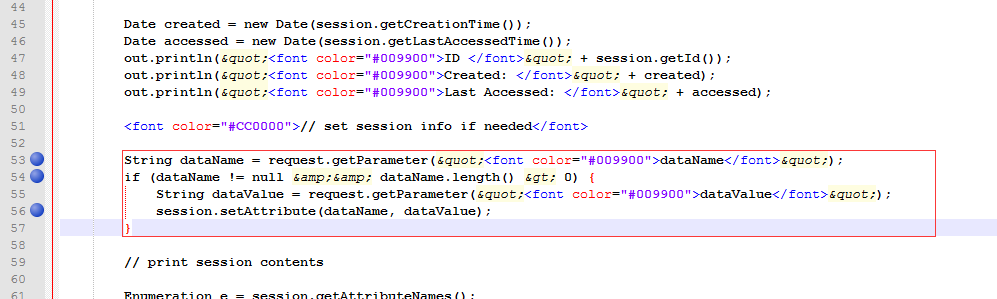 44
45 Date created = new Date(session.getCreationTime());
46 Date accessed = new Date(session.getLastAccessedTime());
47 out.println(&quot;<font color="#009900">ID </font>&quot; + session.getId());
48 out.println(&quot;<font color="#009900">Created: </font>&quot; + created);
49 out.println(&quot;<font color="#009900">Last Accessed: </font>&quot; + accessed);
50
51 <font color="#CC0000">// set session info if needed</font>
52
53 String dataName = request.getParameter(&quot;<font color="#009900">dataName</font>&quot;);
54 if (dataName != null &amp;&amp; dataName.length() &gt; 0) {
55 String dataValue = request.getParameter(&quot;<font color="#009900">dataValue</font>&quot;);
56 session.setAttribute(dataName, dataValue);
57 }
58
59 // print session contents
60
61 Enumeration e = session.getAttributeNames();